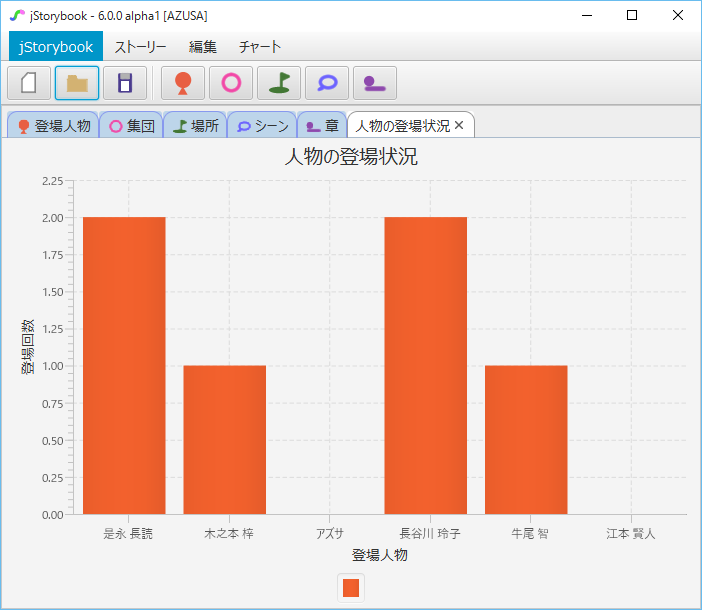 jStorybook - 6.0.0 alpha1 [AZUSA]
jStorybook ストーリー 編集 チャート
登場人物 集団 場所 シーン 章 人物の登場状況 ✕
人物の登場状況
2.25
2.00
1.75
1.50
1.25
1.00
0.75
0.50
0.25
0.00
登場回数
是永 長読 木之本 梓 アズサ 長谷川 玲子 牛尾 智 江本 賢人
登場人物